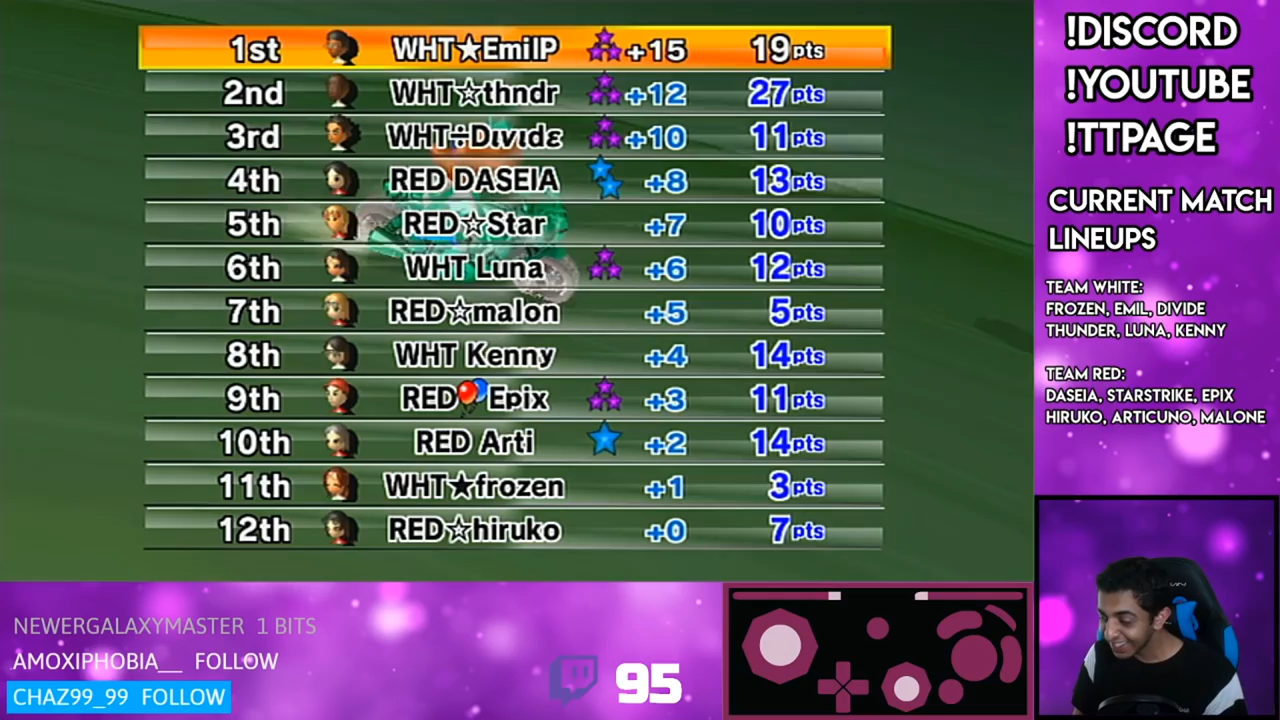 1st WHT★EmilP +15 19pts
2nd WHT☆thndr +12 27pts
3rd WHT÷Dıvıdε +10 11pts
4th RED DASEIA +8 13pts
5th RED☆Star +7 10pts
6th WHT Luna +6 12pts
7th RED☆malon +5 5pts
8th WHT Kenny +4 14pts
9th RED🎈Epix +3 11pts
10th RED Arti +2 14pts
11th WHT★frozen +1 3pts
12th RED☆hiruko +0 7pts
!DISCORD
!YOUTUBE
!TTPAGE
CURRENT MATCH
LINEUPS
TEAM WHITE:
FROZEN, EMIL, DIVIDE
THUNDER, LUNA, KENNY
TEAM RED:
DASEIA, STARSTRIKE, EPIX
HIRUKO, ARTICUNO, MALONE
NEWERGALAXYMASTER 1 BITS
AMOXIPHOBIA__ FOLLOW
CHAZ99_99 FOLLOW
95